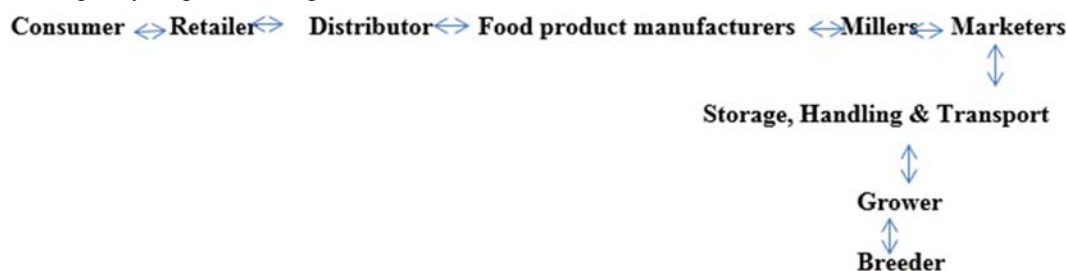 Consumer ⇔ Retailer ⇔ Distributor ⇔ Food product manufacturers ⇔ Millers ⇔ Marketers
Storage, Handling & Transport
Grower
Breeder